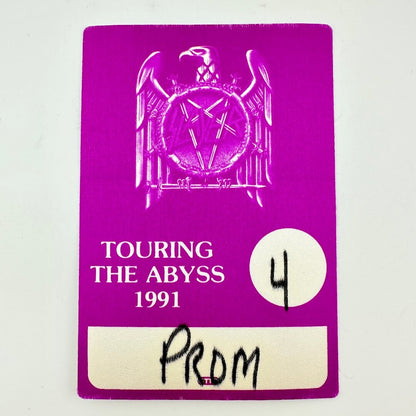 TOURING
THE ABYSS
1991
4
PROM